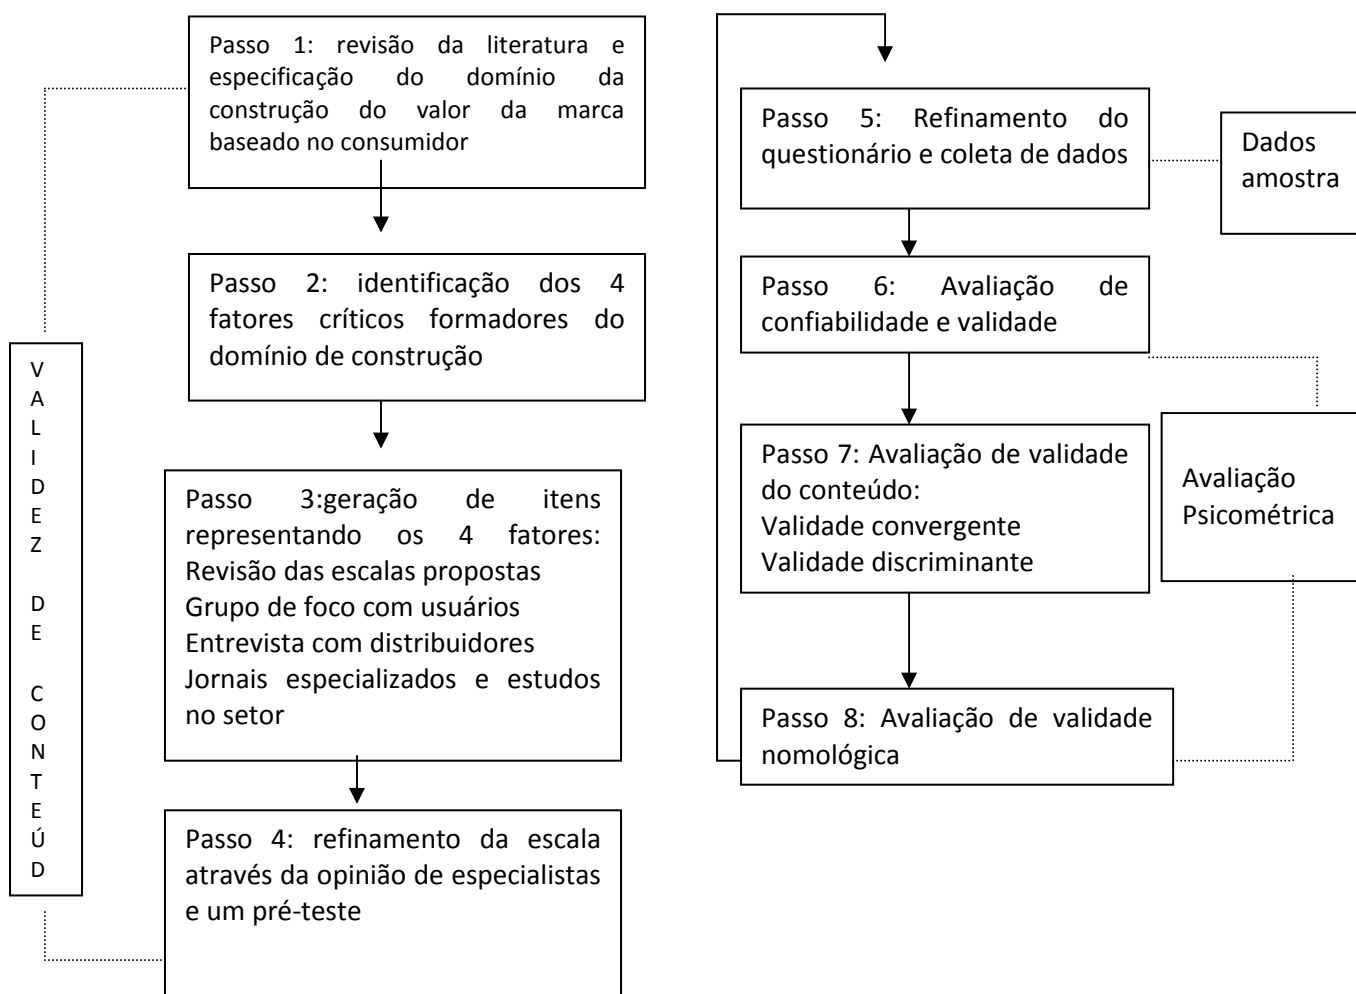 Passo 1: revisão da literatura e
especificação do domínio da
construção do valor da marca
baseado no consumidor
Passo 2: identificação dos 4
fatores críticos formadores do
domínio de construção
Passo 3:geração de itens
representando os 4 fatores:
Revisão das escalas propostas
Grupo de foco com usuários
Entrevista com distribuidores
Jornais especializados e estudos
no setor
Passo 4: refinamento da escala
através da opinião de especialistas
e um pré-teste
V
A
L
I
D
E
Z
D
E
C
O
N
T
E
Ú
D
Passo 5: Refinamento do
questionário e coleta de dados
Dados
amostra
Passo 6: Avaliação de
confiabilidade e validade
Passo 7: Avaliação de validade
do conteúdo:
Validade convergente
Validade discriminante
Avaliação
Psicométrica
Passo 8: Avaliação de validade
nomológica